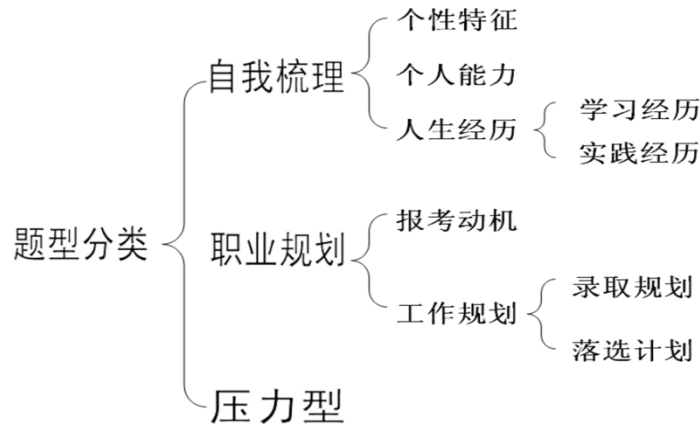 题型分类
自我梳理
个性特征
个人能力
人生经历
学习经历
实践经历
职业规划
报考动机
工作规划
录取规划
落选计划
压力型